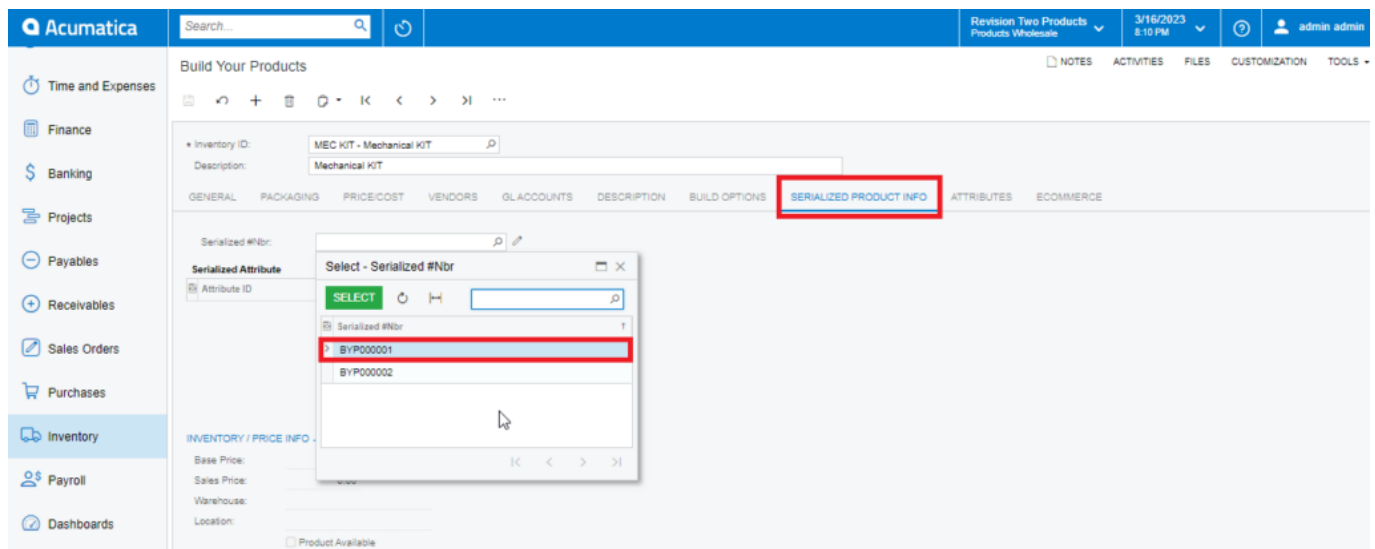 Acumatica
Search...
Revision Two Products
Products Wholesale
3/16/2023
8:10 PM
admin admin
Time and Expenses
Finance
Banking
Projects
Payables
Receivables
Sales Orders
Purchases
Inventory
Payroll
Dashboards
Build Your Products
NOTES ACTIVITIES FILES CUSTOMIZATION TOOLS
Inventory ID: MEC KIT - Mechanical KIT
Description: Mechanical KIT
GENERAL PACKAGING PRICE/COST VENDORS GL ACCOUNTS DESCRIPTION BUILD OPTIONS SERIALIZED PRODUCT INFO ATTRIBUTES ECOMMERCE
Serialized #Nbr:
Serialized Attribute
Attribute ID
Select - Serialized #Nbr
SELECT
Serialized #Nbr
BYP000001
BYP000002
INVENTORY / PRICE INFO
Base Price:
Sales Price:
Warehouse:
Location:
Product Available